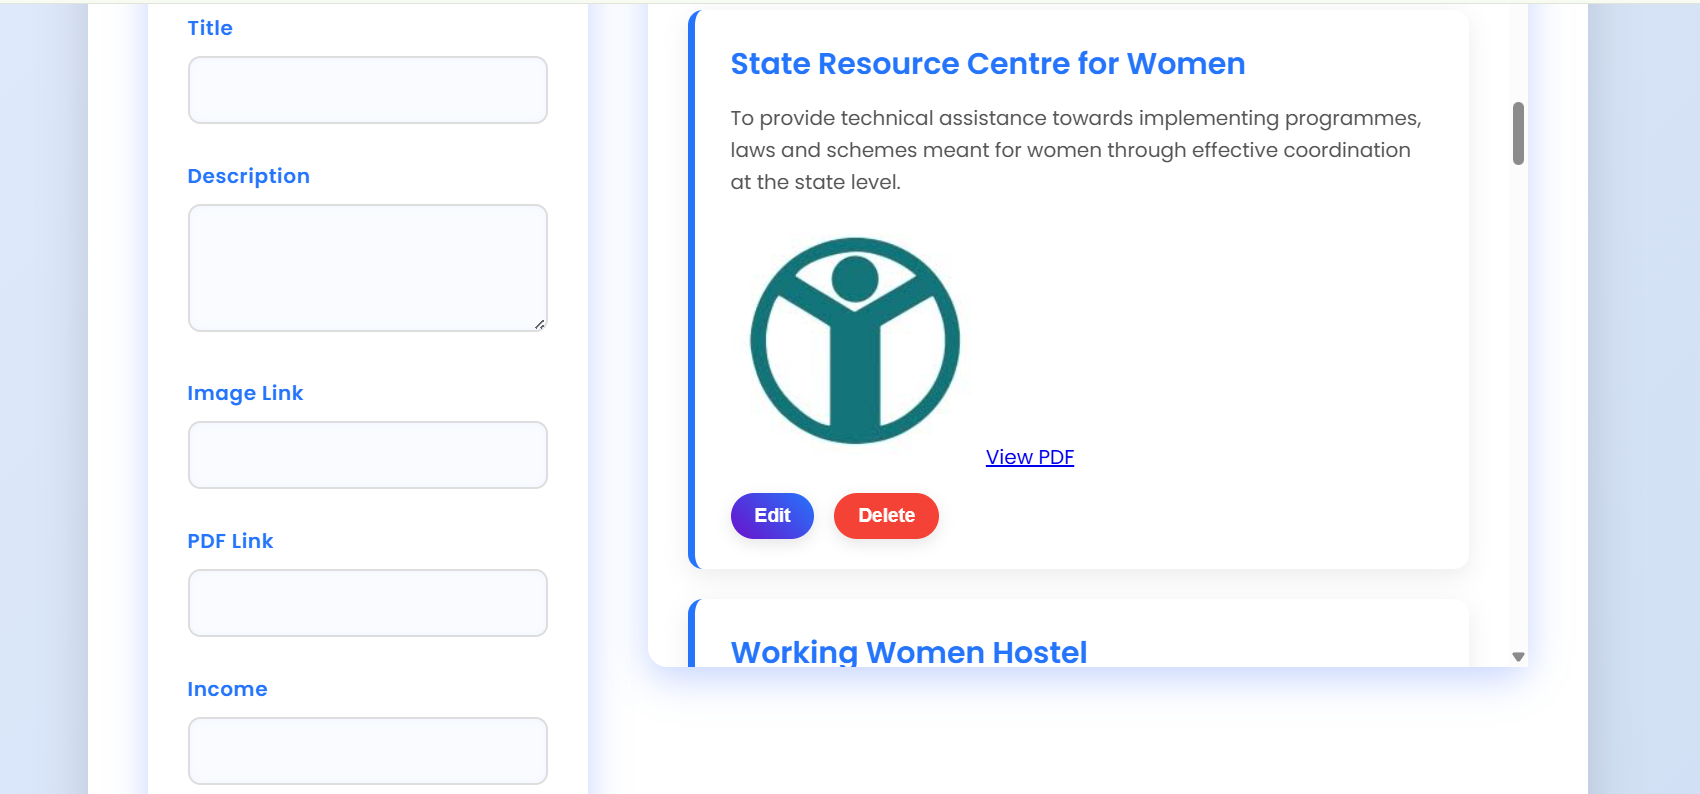 Title
Description
Image Link
PDF Link
Income
State Resource Centre for Women
To provide technical assistance towards implementing programmes,
laws and schemes meant for women through effective coordination
at the state level.
View PDF
Edit
Delete
Working Women Hostel